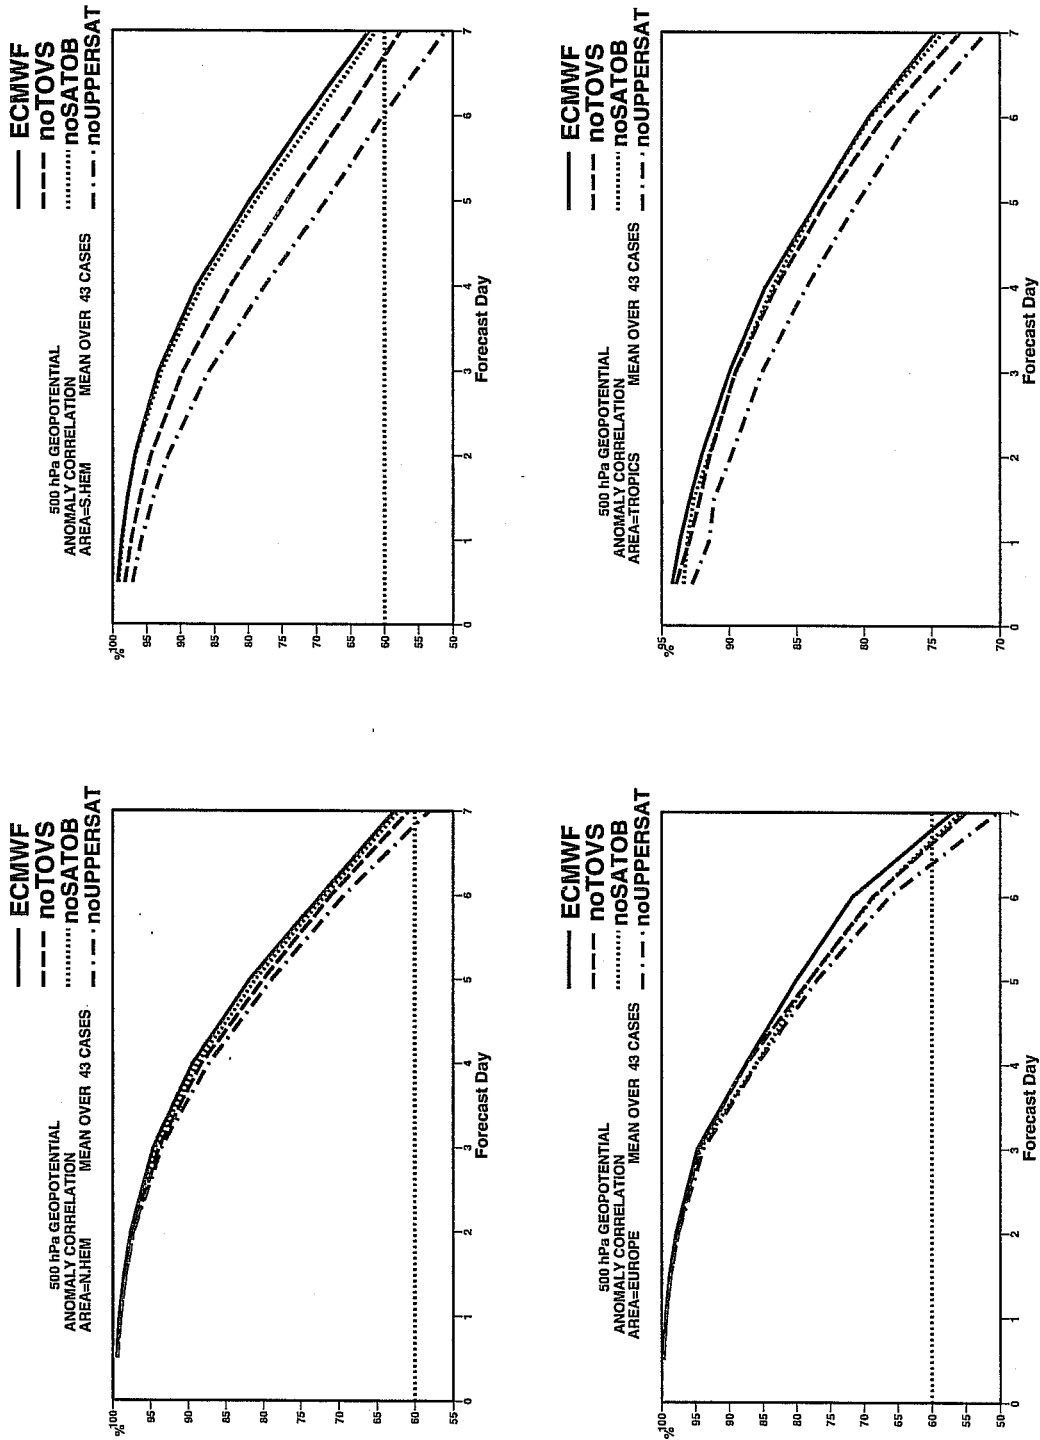 500 hPa GEOPOTENTIAL
ANOMALY CORRELATION
AREA=N.HEM MEAN OVER 43 CASES
ECMWF
noTOVS
noSATOB
noUPPERSAT
%100
95
90
85
80
75
70
65
60
55
0 1 2 3 4 5 6 7
Forecast Day
500 hPa GEOPOTENTIAL
ANOMALY CORRELATION
AREA=S.HEM MEAN OVER 43 CASES
ECMWF
noTOVS
noSATOB
noUPPERSAT
%100
95
90
85
80
75
70
65
60
55
50
0 1 2 3 4 5 6 7
Forecast Day
500 hPa GEOPOTENTIAL
ANOMALY CORRELATION
AREA=EUROPE MEAN OVER 43 CASES
ECMWF
noTOVS
noSATOB
noUPPERSAT
%100
95
90
85
80
75
70
65
60
55
50
0 1 2 3 4 5 6 7
Forecast Day
500 hPa GEOPOTENTIAL
ANOMALY CORRELATION
AREA=TROPICS MEAN OVER 43 CASES
ECMWF
noTOVS
noSATOB
noUPPERSAT
%95
90
85
80
75
70
0 1 2 3 4 5 6 7
Forecast Day